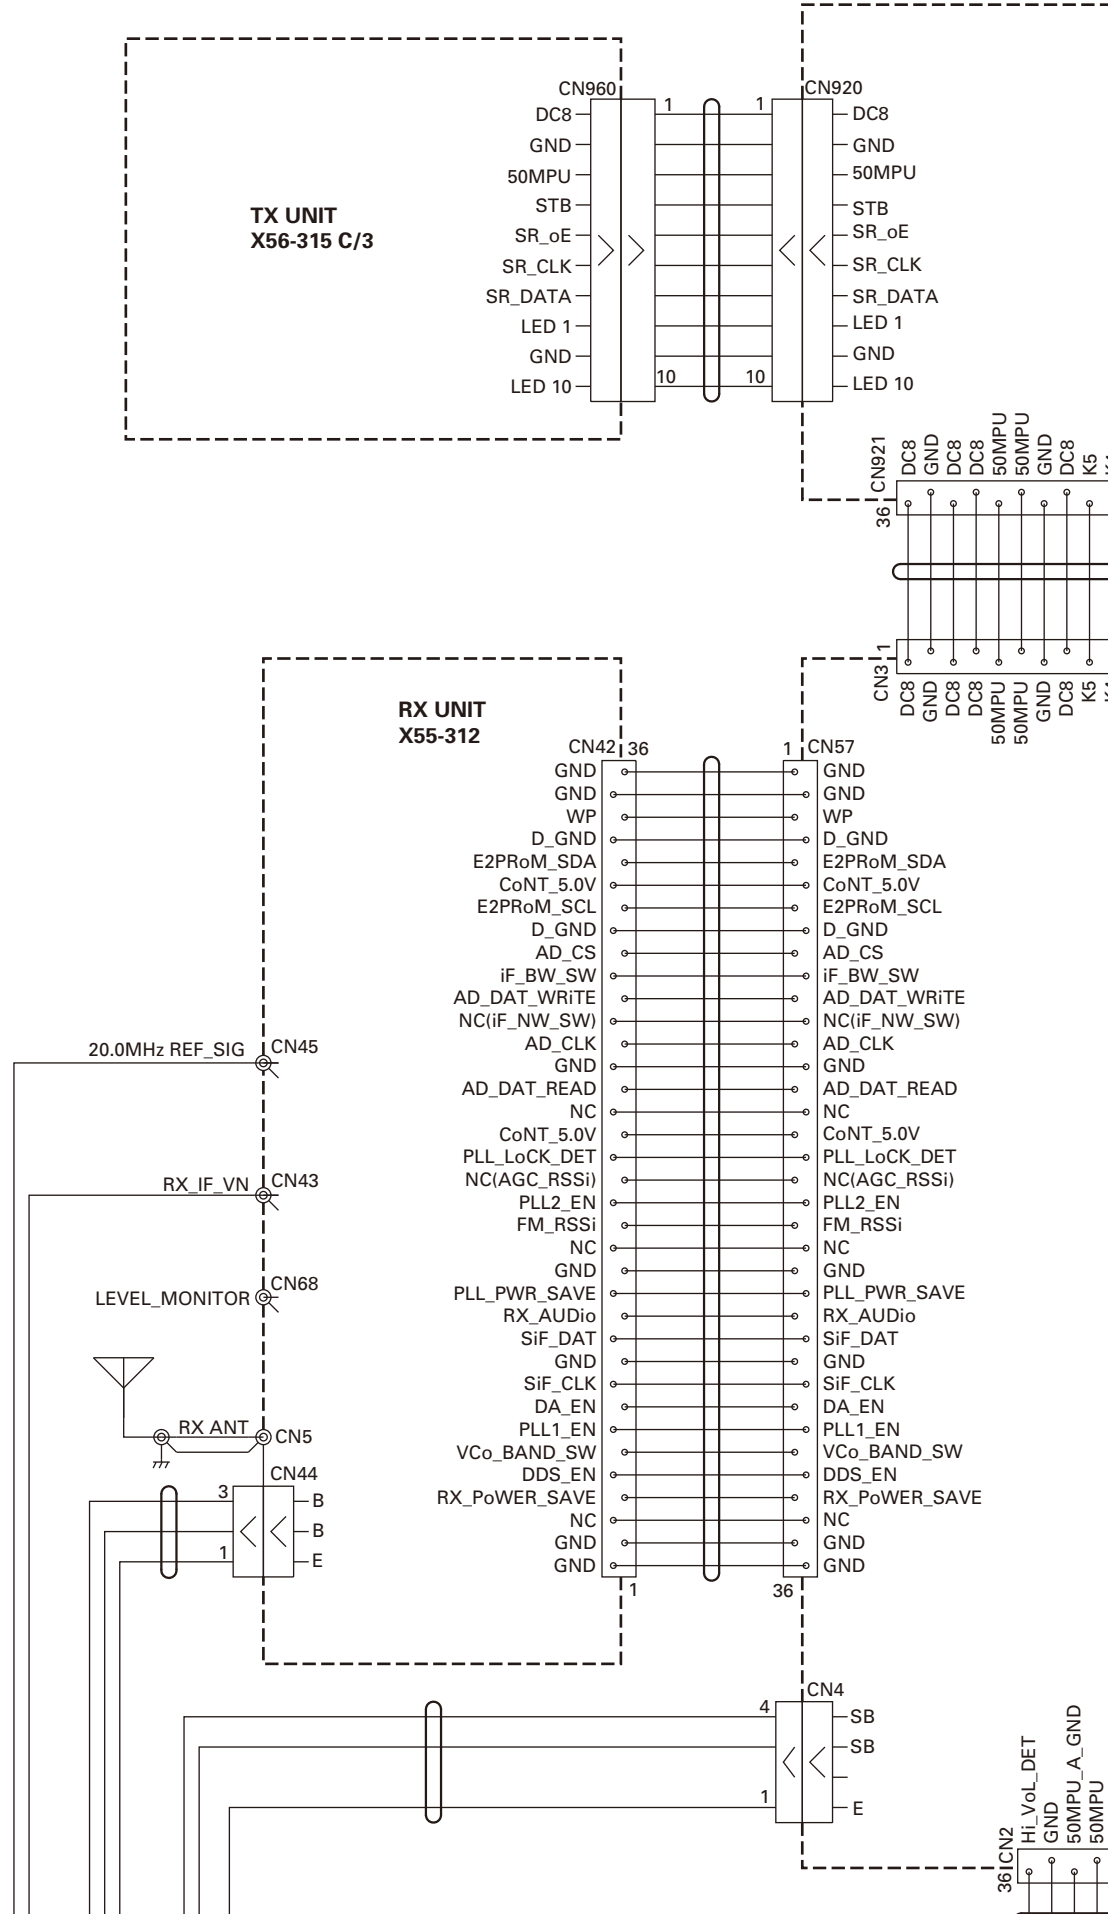 CN960
CN920
1
1
DC8
DC8
GND
GND
50MPU
50MPU
STB
STB
TX UNIT
X56-315 C/3
SR_oE
SR_oE
SR_CLK
SR_CLK
SR_DATA
SR_DATA
LED 1
LED 1
GND
GND
10
10
LED 10
LED 10
CN921
36
DC8
GND
DC8
DC8
50MPU
50MPU
GND
DC8
K5
CN3
1
DC8
GND
DC8
DC8
50MPU
50MPU
GND
DC8
K5
RX UNIT
X55-312
CN42 36
1 CN57
GND
GND
GND
GND
WP
WP
D_GND
D_GND
E2PRoM_SDA
E2PRoM_SDA
CoNT_5.0V
CoNT_5.0V
E2PRoM_SCL
E2PRoM_SCL
D_GND
D_GND
AD_CS
AD_CS
iF_BW_SW
iF_BW_SW
AD_DAT_WRiTE
AD_DAT_WRiTE
NC(iF_NW_SW)
NC(iF_NW_SW)
AD_CLK
AD_CLK
GND
GND
AD_DAT_READ
AD_DAT_READ
NC
NC
CoNT_5.0V
CoNT_5.0V
PLL_LoCK_DET
PLL_LoCK_DET
NC(AGC_RSSi)
NC(AGC_RSSi)
PLL2_EN
PLL2_EN
FM_RSSi
FM_RSSi
NC
NC
GND
GND
PLL_PWR_SAVE
PLL_PWR_SAVE
RX_AUDio
RX_AUDio
SiF_DAT
SiF_DAT
GND
GND
SiF_CLK
SiF_CLK
DA_EN
DA_EN
PLL1_EN
PLL1_EN
VCo_BAND_SW
VCo_BAND_SW
DDS_EN
DDS_EN
RX_PoWER_SAVE
RX_PoWER_SAVE
NC
NC
GND
GND
GND
GND
1
36
20.0MHz REF_SIG
CN45
RX_IF_VN
CN43
LEVEL_MONITOR
CN68
RX ANT
CN5
CN44
3
B
B
1
E
CN4
4
SB
SB
1
E
CN2
36
Hi_VoL_DET
GND
50MPU_A_GND
50MPU